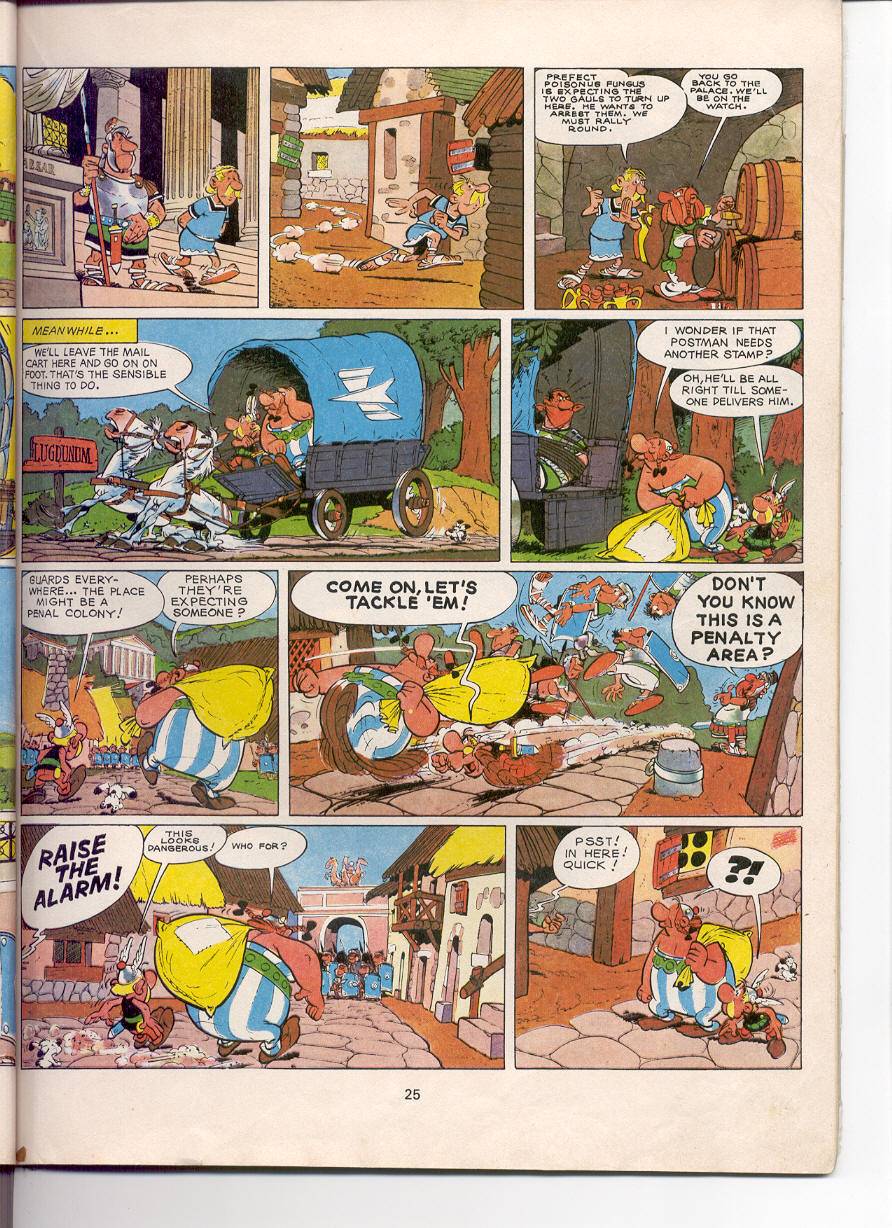 ESAR
PREFECT
POISONUS FUNGUS
IS EXPECTING THE
TWO GAULS TO TURN UP
HERE. HE WANTS TO
ARREST THEM. WE
MUST RALLY
ROUND.
YOU GO
BACK TO THE
PALACE. WE'LL
BE ON THE
WATCH.
MEANWHILE...
WE'LL LEAVE THE MAIL
CART HERE AND GO ON ON
FOOT. THAT'S THE SENSIBLE
THING TO DO.
LUGDUNUM
I WONDER IF THAT
POSTMAN NEEDS
ANOTHER STAMP?
OH, HE'LL BE ALL
RIGHT TILL SOME-
ONE DELIVERS HIM.
GUARDS EVERY-
WHERE... THE PLACE
MIGHT BE A
PENAL COLONY!
PERHAPS
THEY'RE
EXPECTING
SOMEONE?
COME ON, LET'S
TACKLE 'EM!
DON'T
YOU KNOW
THIS IS A
PENALTY
AREA?
RAISE
THE
ALARM!
THIS
LOOKS
DANGEROUS!
WHO FOR?
PSST!
IN HERE!
QUICK!
?!
25